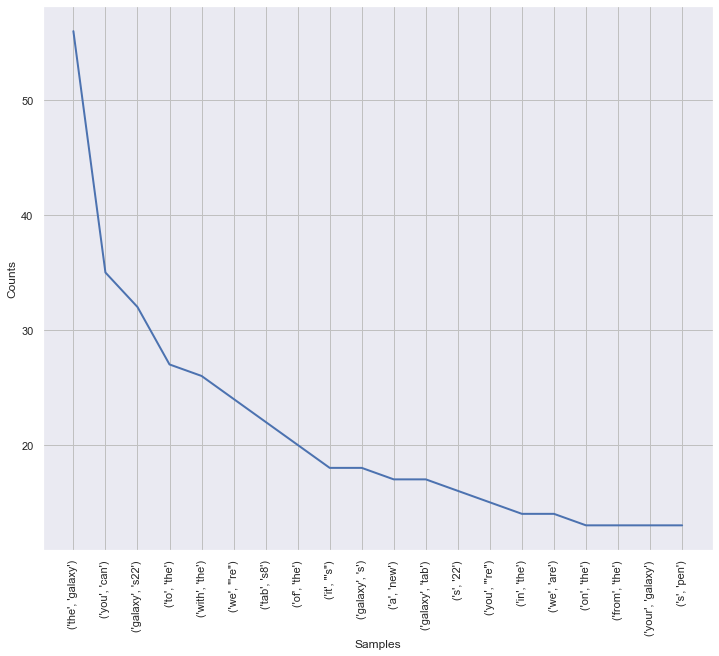 50
40
30
20
Counts
('the', 'galaxy')
('you', 'can')
('galaxy', 's22')
('to', 'the')
('with', 'the')
('we', "'re")
('tab', 's8')
('of', 'the')
('it', "'s")
('galaxy', 's')
('a', 'new')
('galaxy', 'tab')
('s', '22')
('you', "'re")
('in', 'the')
('we', 'are')
('on', 'the')
('from', 'the')
('your', 'galaxy')
('s', 'pen')
Samples